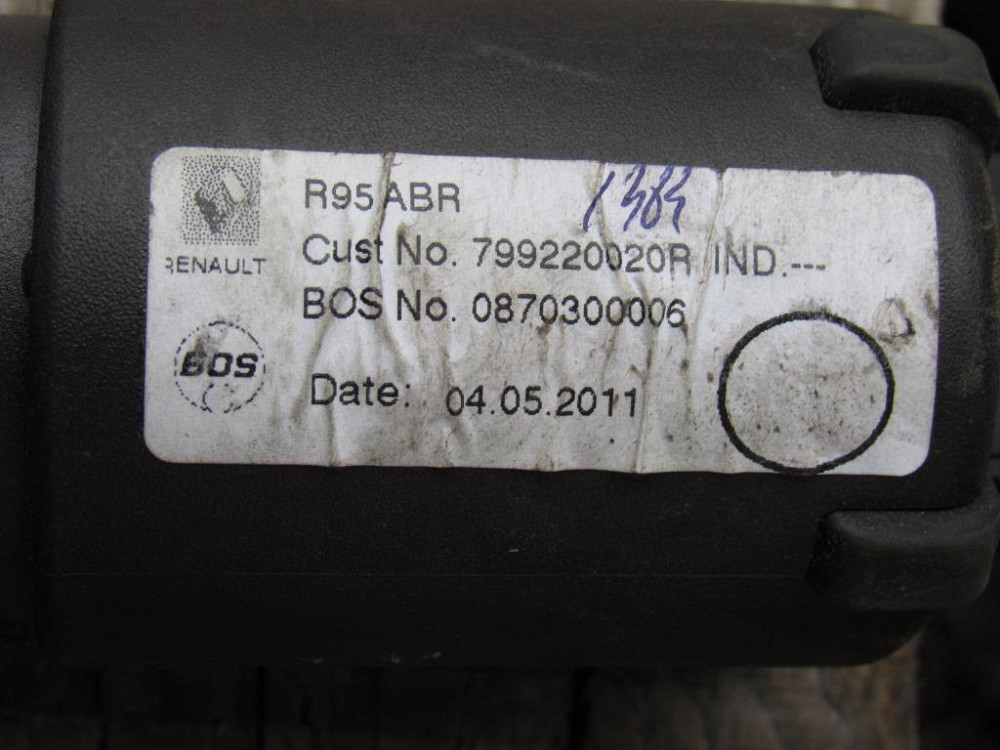 R95 ABR
Cust No. 799220020R IND.---
RENAULT
BOS No. 0870300006
BOS
Date: 04.05.2011